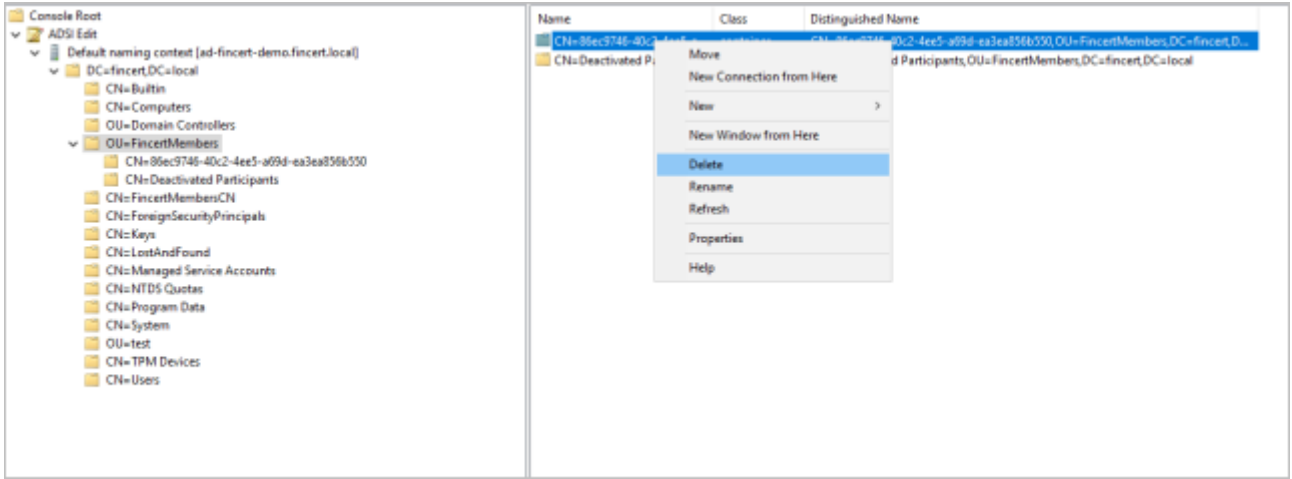 Console Root
ADSI Edit
Default naming context [ad-fincert-demo.fincert.local]
DC=fincert,DC=local
CN=Builtin
CN=Computers
OU=Domain Controllers
OU=FincertMembers
CN=86ec9746-40c2-4ee5-a69d-ea3ea856b550
CN=Deactivated Participants
CN=FincertMembersCN
CN=ForeignSecurityPrincipals
CN=Keys
CN=LostAndFound
CN=Managed Service Accounts
CN=NTDS Quotas
CN=Program Data
CN=System
OU=test
CN=TPM Devices
CN=Users
Name Class Distinguished Name
CN=86ec9746-40c2-4ee5-a69d-ea3ea856b550,OU=FincertMembers,DC=fincert,D...
CN=Deactivated Pa d Participants,OU=FincertMembers,DC=fincert,DC=local
Move
New Connection from Here
New
New Window from Here
Delete
Rename
Refresh
Properties
Help